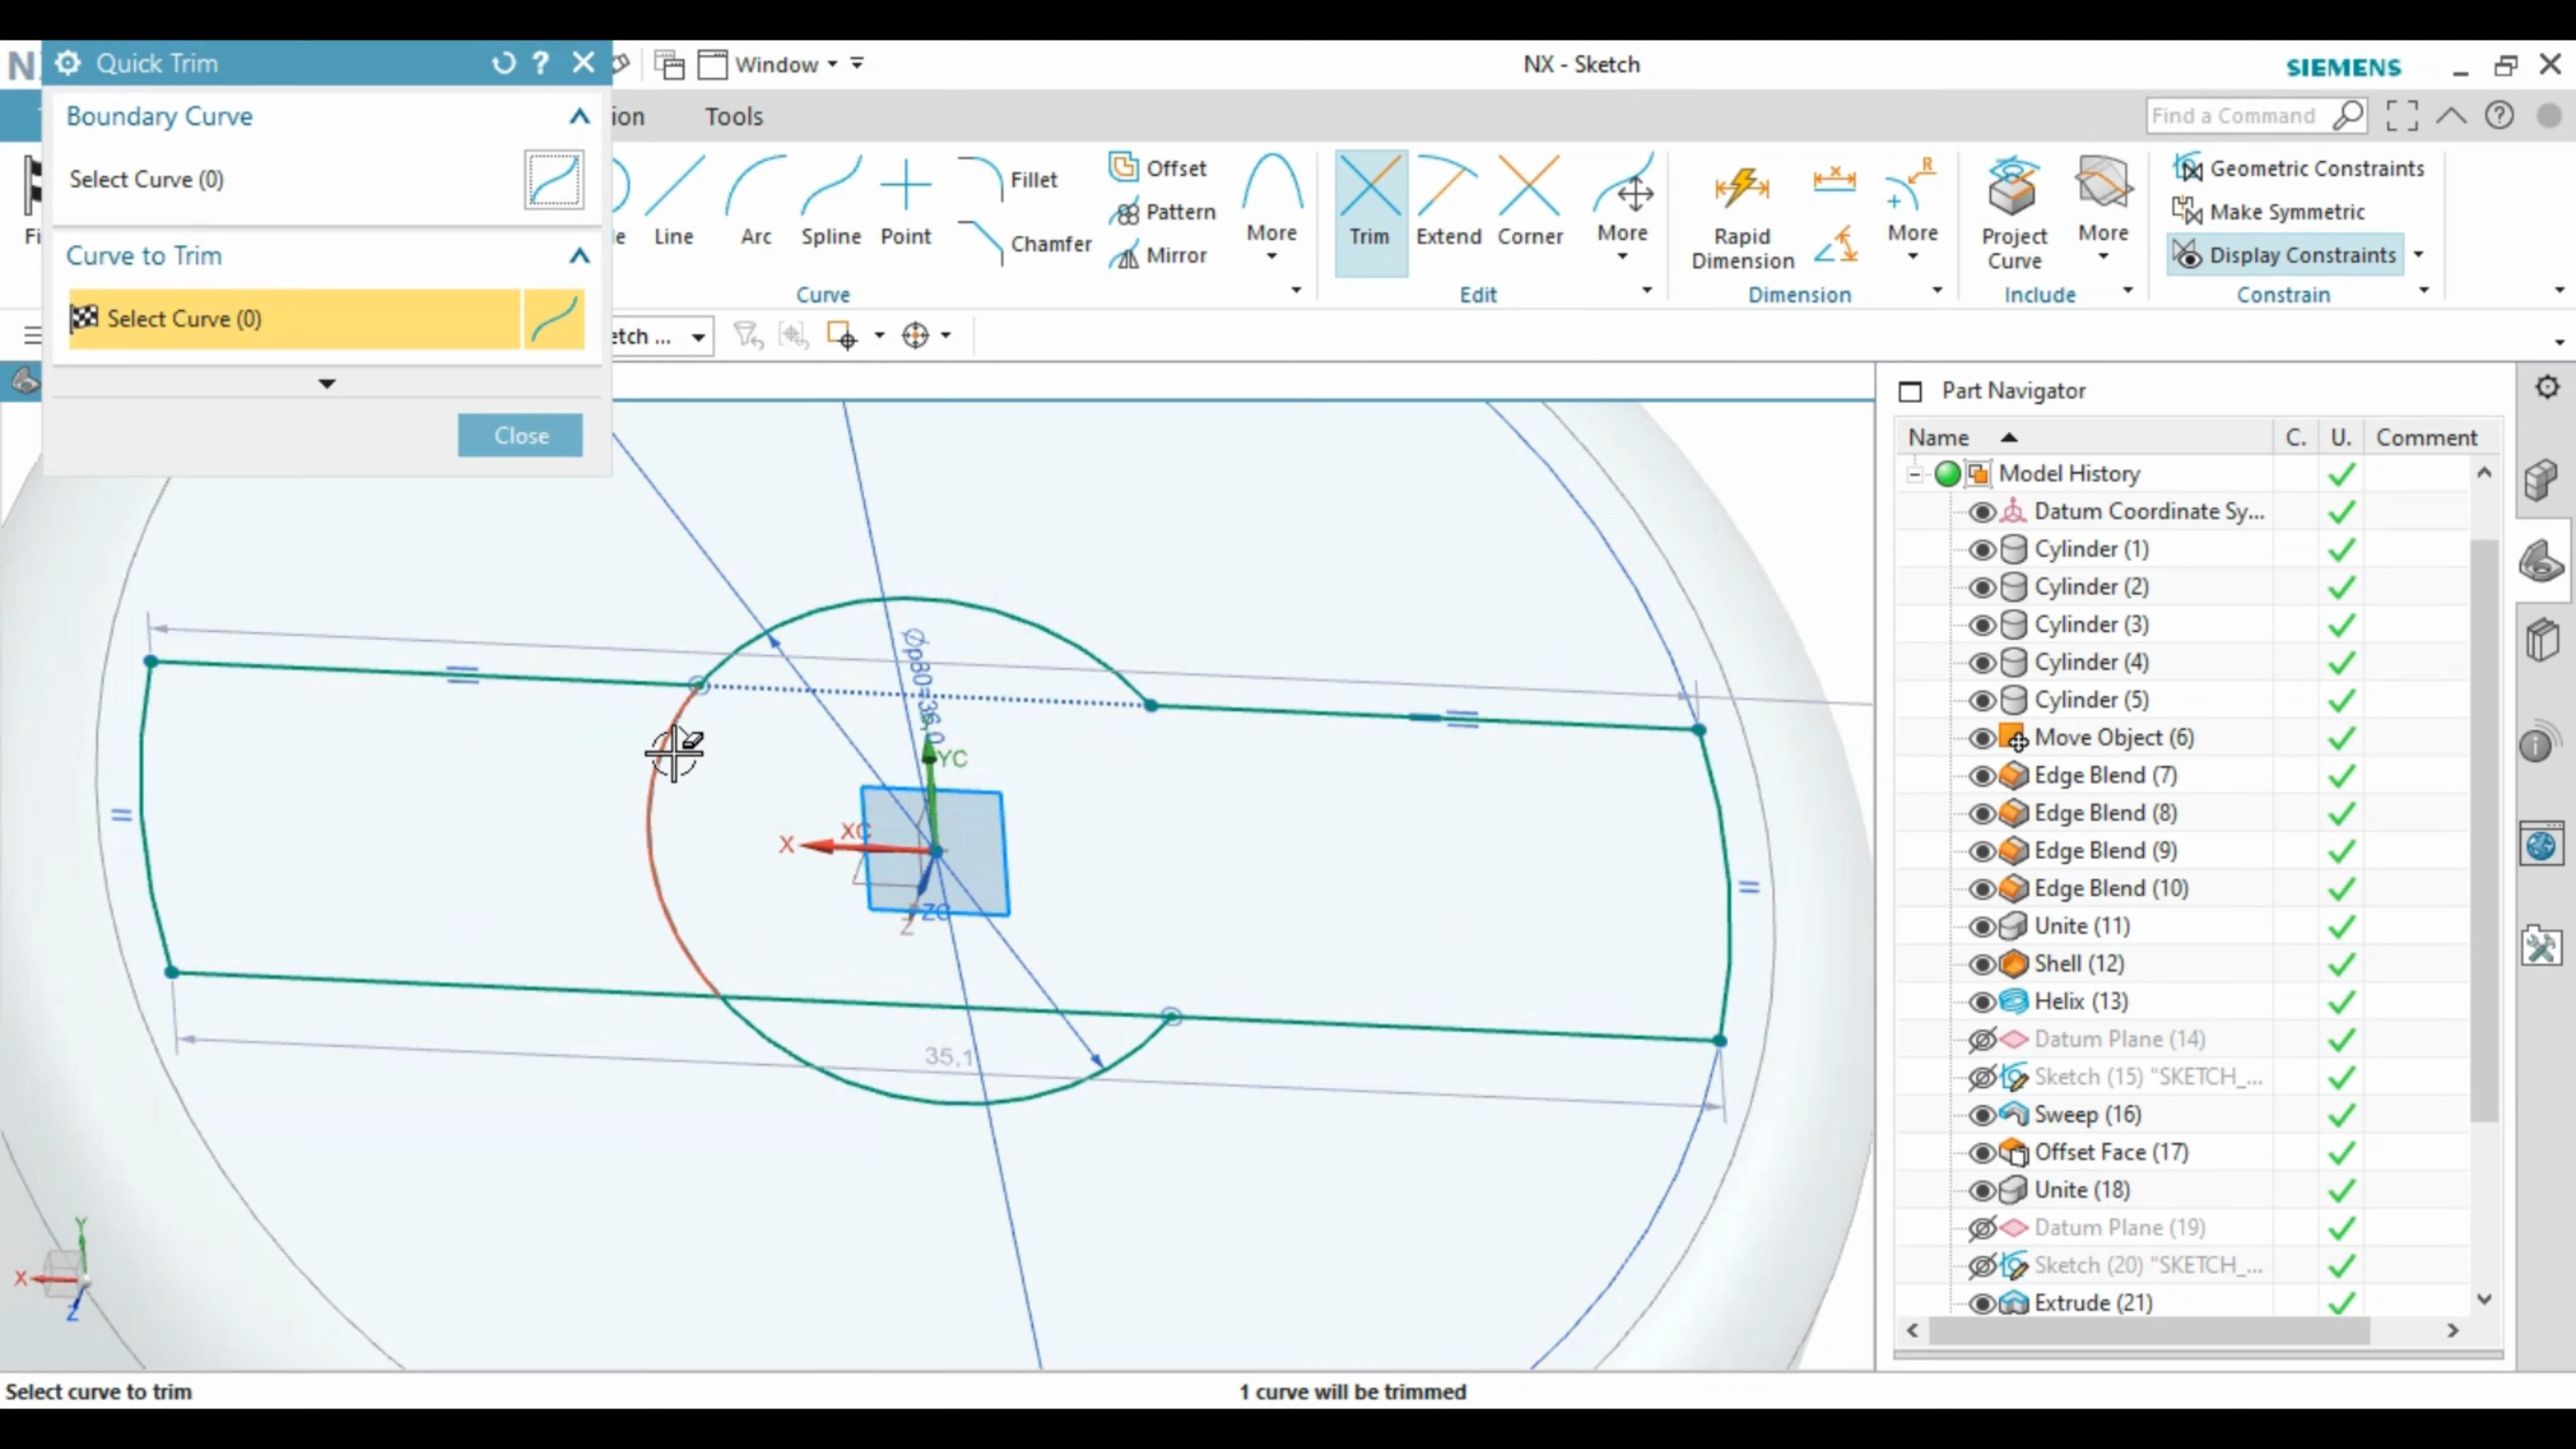 Quick Trim
?
Window
NX - Sketch
SIEMENS
Boundary Curve
Select Curve (0)
Curve to Trim
Select Curve (0)
Close
ion
Tools
Find a Command
Line
Arc
Spline
Point
Fillet
Chamfer
Offset
Pattern
Mirror
More
Curve
Trim
Extend
Corner
More
Edit
Rapid
Dimension
More
Dimension
Project
Curve
More
Include
Geometric Constraints
Make Symmetric
Display Constraints
Constrain
etch ...
Part Navigator
Name
C.
U.
Comment
Model History
Datum Coordinate Sy...
Cylinder (1)
Cylinder (2)
Cylinder (3)
Cylinder (4)
Cylinder (5)
Move Object (6)
Edge Blend (7)
Edge Blend (8)
Edge Blend (9)
Edge Blend (10)
Unite (11)
Shell (12)
Helix (13)
Datum Plane (14)
Sketch (15) "SKETCH_...
Sweep (16)
Offset Face (17)
Unite (18)
Datum Plane (19)
Sketch (20) "SKETCH_...
Extrude (21)
Øp80=36,0
YC
XC
X
ZC
Z
35,1
Y
X
Z
Select curve to trim
1 curve will be trimmed